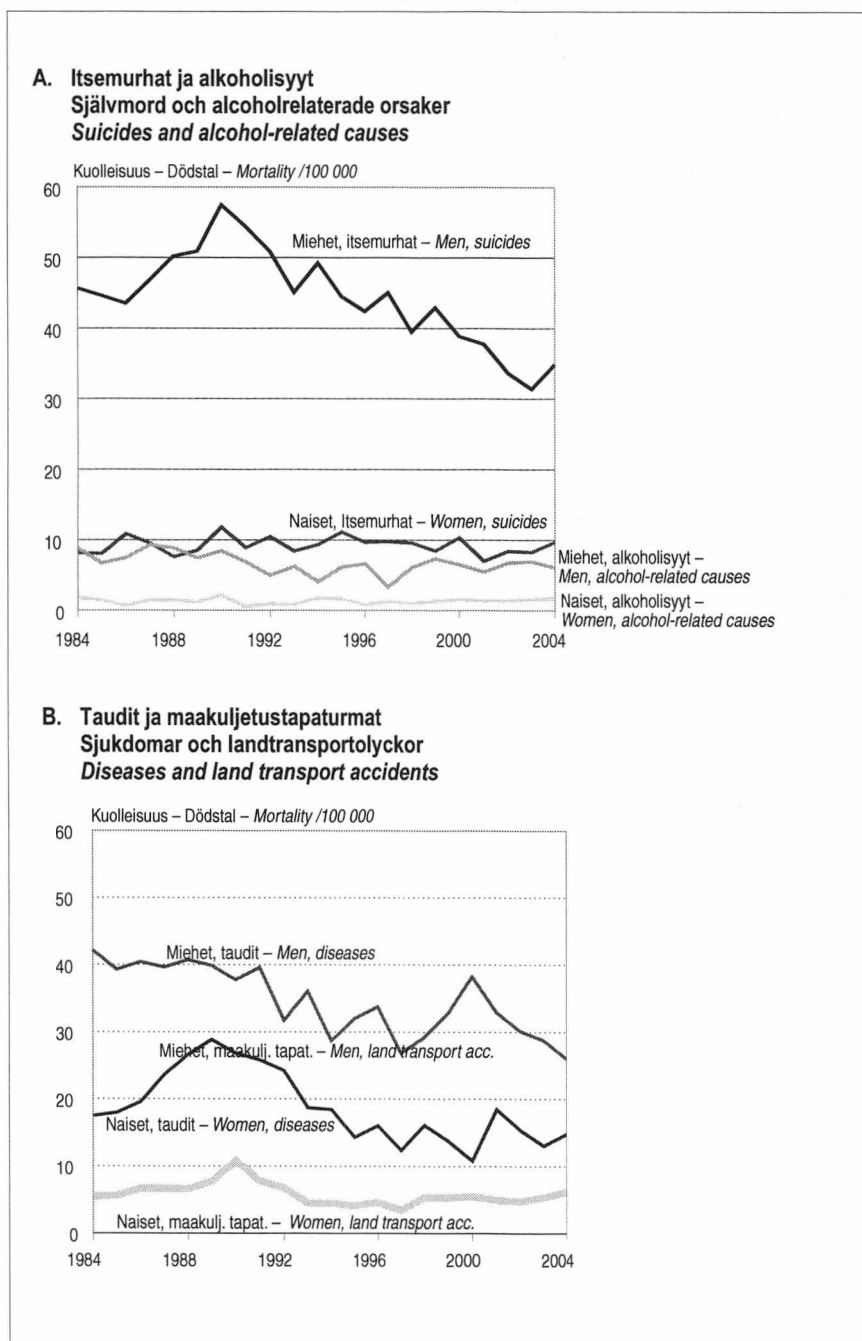 A. Itsemurhat ja alkoholisyyt
Självmord och alcoholrelaterade orsaker
Suicides and alcohol-related causes
Kuolleisuus – Dödstal – Mortality /100 000
60
Miehet, itsemurhat – Men, suicides
50
40
30
20
Naiset, Itsemurhat – Women, suicides
10
Miehet, alkoholisyyt –
Men, alcohol-related causes
Naiset, alkoholisyyt –
Women, alcohol-related causes
0
1984 1988 1992 1996 2000 2004
B. Taudit ja maakuljetustapaturmat
Sjukdomar och landtransportolyckor
Diseases and land transport accidents
Kuolleisuus – Dödstal – Mortality /100 000
60
50
Miehet, taudit – Men, diseases
40
30
Miehet, maakulj. tapat. – Men, land transport acc.
20
Naiset, taudit – Women, diseases
10
Naiset, maakulj. tapat. – Women, land transport acc.
0
1984 1988 1992 1996 2000 2004